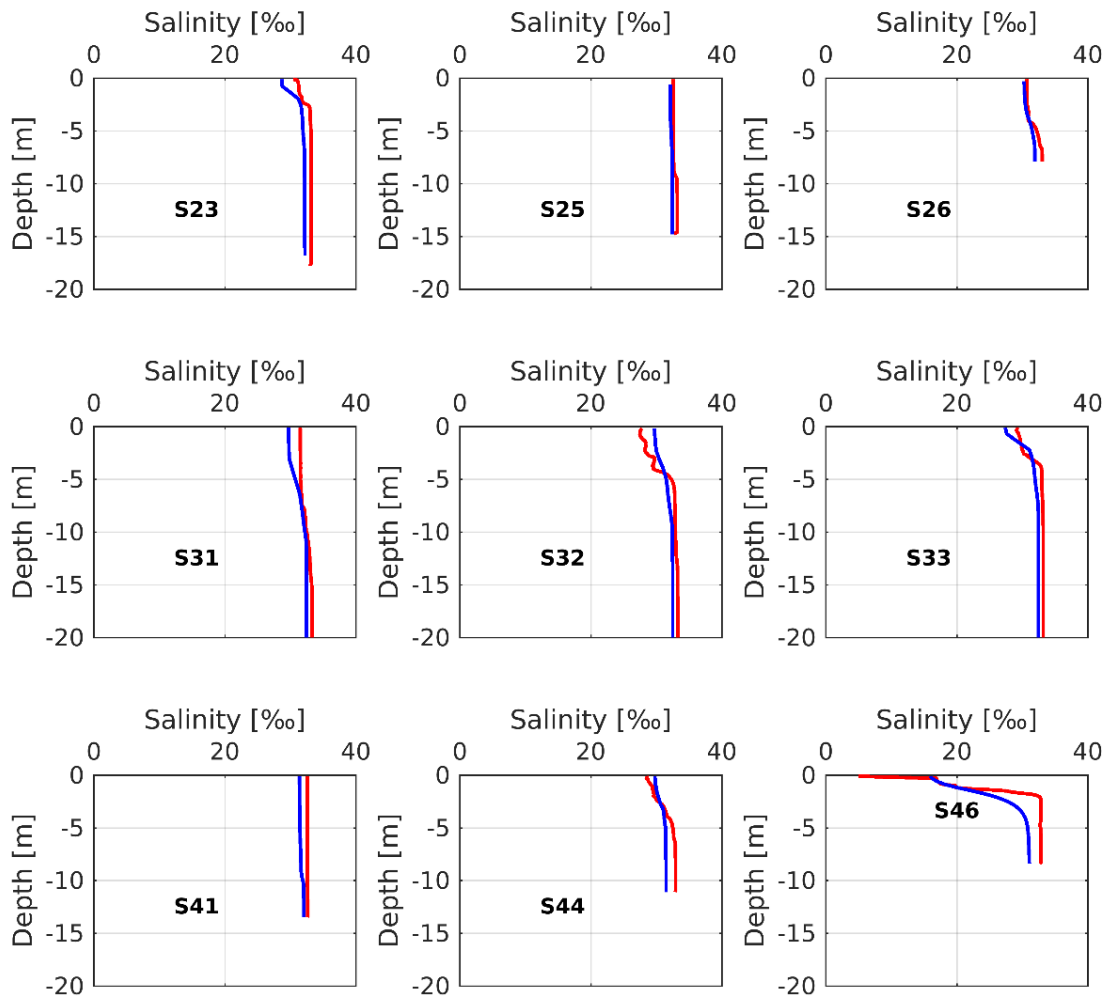 Salinity [‰] Salinity [‰] Salinity [‰]
0 20 40 0 20 40 0 20 40
0 0 0
-5 -5 -5
-10 -10 -10
-15 -15 -15
-20 -20 -20
Depth [m] Depth [m] Depth [m]
S23 S25 S26
Salinity [‰] Salinity [‰] Salinity [‰]
0 20 40 0 20 40 0 20 40
0 0 0
-5 -5 -5
-10 -10 -10
-15 -15 -15
-20 -20 -20
Depth [m] Depth [m] Depth [m]
S31 S32 S33
Salinity [‰] Salinity [‰] Salinity [‰]
0 20 40 0 20 40 0 20 40
0 0 0
-5 -5 -5
-10 -10 -10
-15 -15 -15
-20 -20 -20
Depth [m] Depth [m] Depth [m]
S41 S44 S46